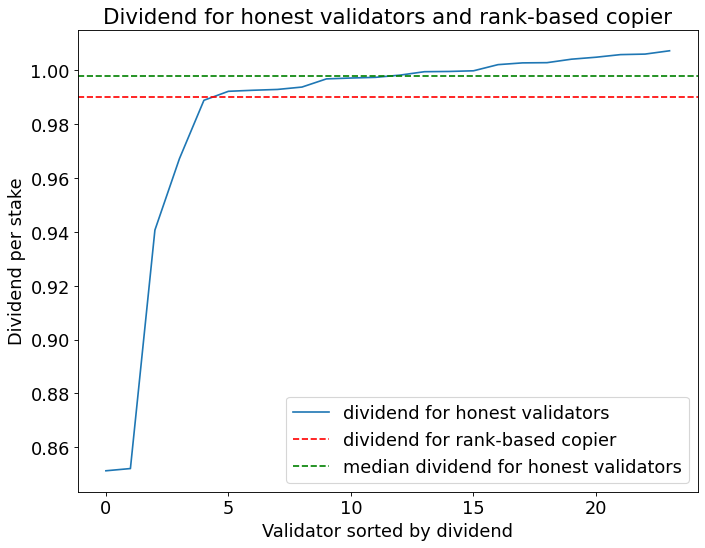 Dividend for honest validators and rank-based copier
Dividend per stake
1.00
0.98
0.96
0.94
0.92
0.90
0.88
0.86
dividend for honest validators
dividend for rank-based copier
median dividend for honest validators
0 5 10 15 20
Validator sorted by dividend